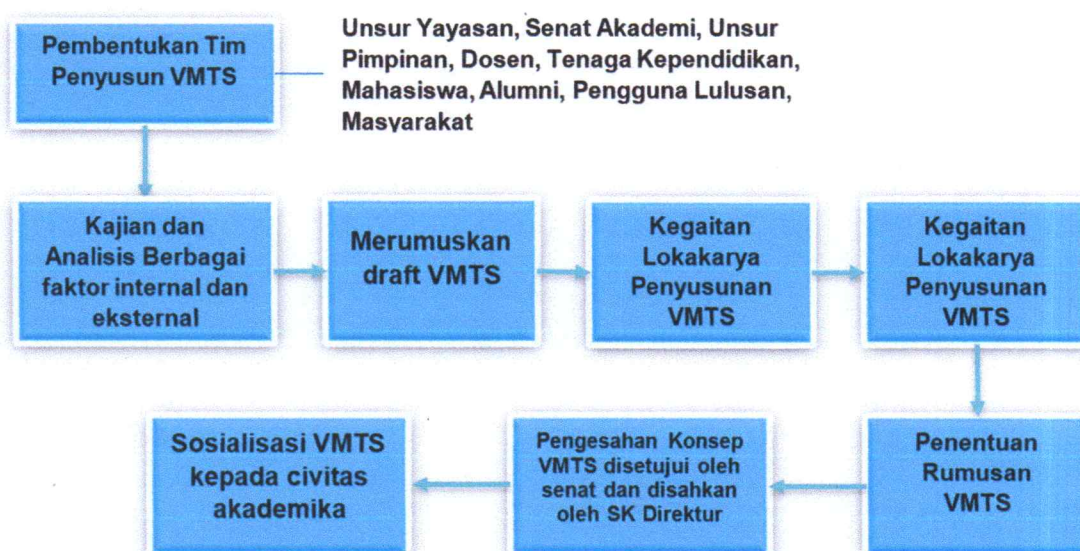 Pembentukan Tim
Penyusun VMTS
Unsur Yayasan, Senat Akademi, Unsur
Pimpinan, Dosen, Tenaga Kependidikan,
Mahasiswa, Alumni, Pengguna Lulusan,
Masyarakat
Kajian dan
Analisis Berbagai
faktor internal dan
eksternal
Merumuskan
draft VMTS
Kegaitan
Lokakarya
Penyusunan
VMTS
Kegaitan
Lokakarya
Penyusunan
VMTS
Penentuan
Rumusan
VMTS
Pengesahan Konsep
VMTS disetujui oleh
senat dan disahkan
oleh SK Direktur
Sosialisasi VMTS
kepada civitas
akademika